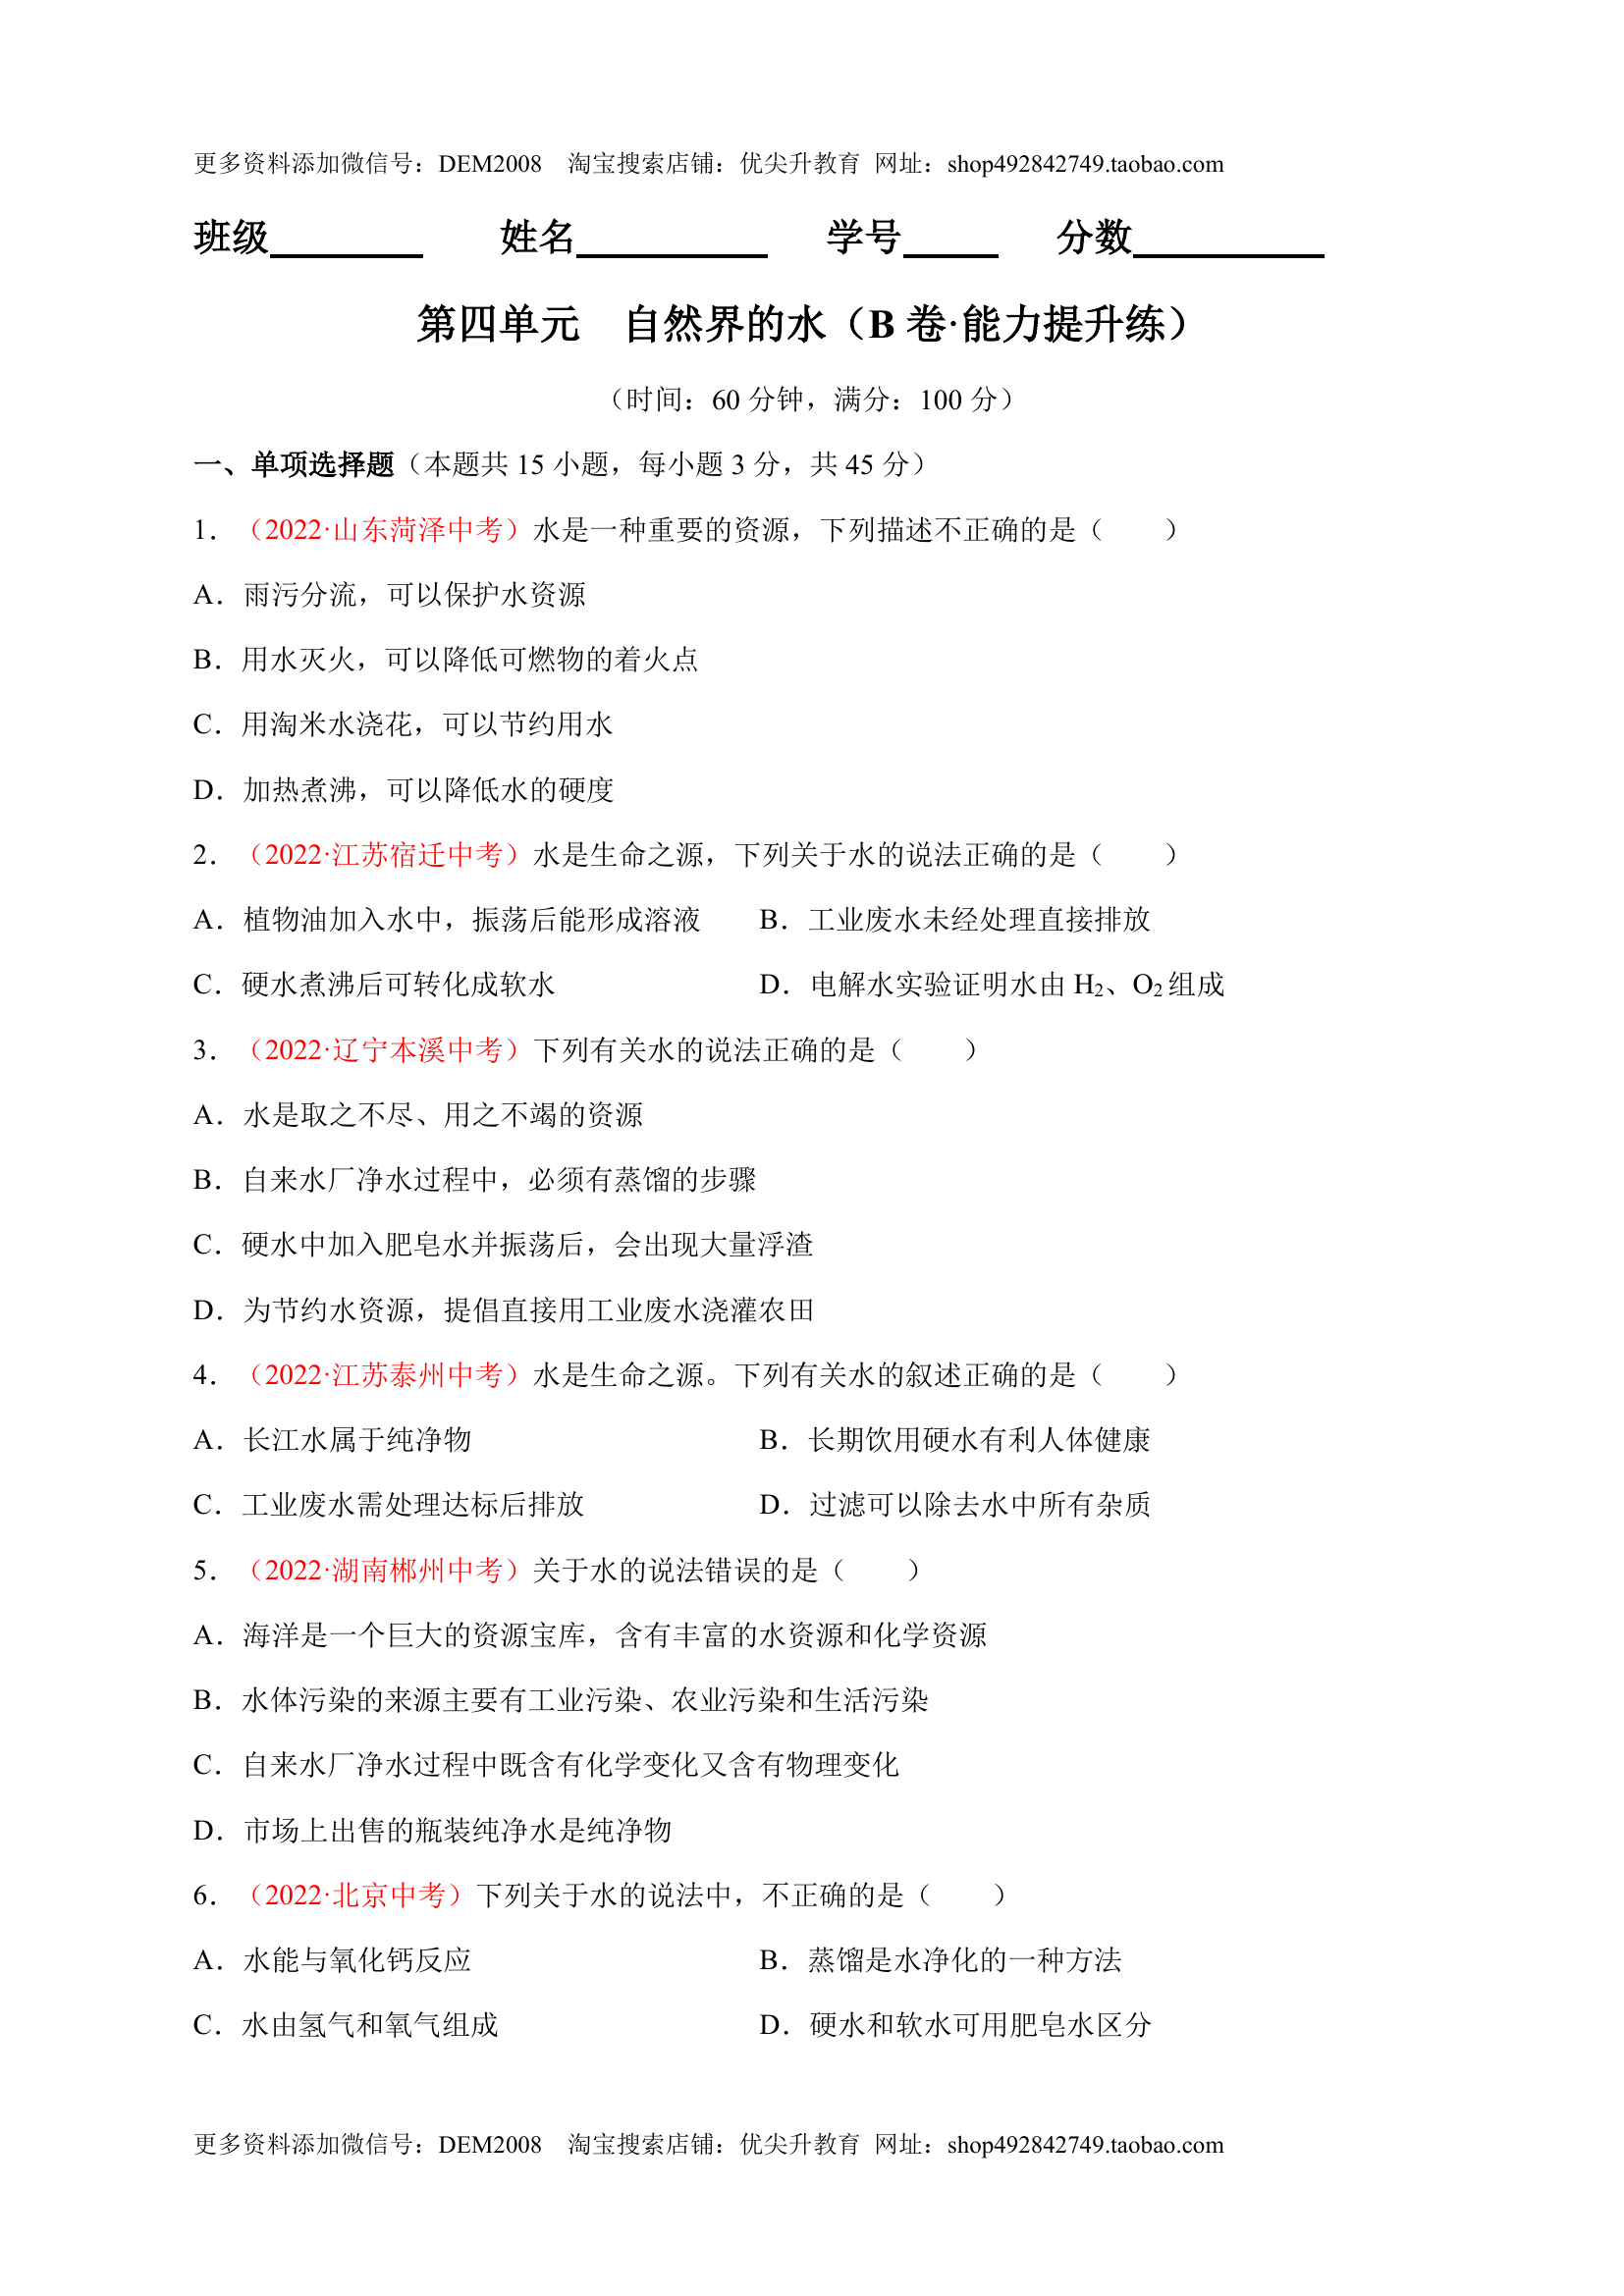 更多资料添加微信号：DEM2008 淘宝搜索店铺：优尖升教育 网址：shop492842749.taobao.com
班级________ 姓名__________ 学号_____ 分数__________
第四单元 自然界的水（B 卷·能力提升练）
（时间：60 分钟，满分：100 分）
一、单项选择题（本题共 15 小题，每小题 3 分，共 45 分）
1．（2022·山东菏泽中考）水是一种重要的资源，下列描述不正确的是（　　）
A．雨污分流，可以保护水资源
B．用水灭火，可以降低可燃物的着火点
C．用淘米水浇花，可以节约用水
D．加热煮沸，可以降低水的硬度
2．（2022·江苏宿迁中考）水是生命之源，下列关于水的说法正确的是（　　）
A．植物油加入水中，振荡后能形成溶液 B．工业废水未经处理直接排放
C．硬水煮沸后可转化成软水 D．电解水实验证明水由 H₂、O₂ 组成
3．（2022·辽宁本溪中考）下列有关水的说法正确的是（　　）
A．水是取之不尽、用之不竭的资源
B．自来水厂净水过程中，必须有蒸馏的步骤
C．硬水中加入肥皂水并振荡后，会出现大量浮渣
D．为节约水资源，提倡直接用工业废水浇灌农田
4．（2022·江苏泰州中考）水是生命之源。下列有关水的叙述正确的是（　　）
A．长江水属于纯净物 B．长期饮用硬水有利人体健康
C．工业废水需处理达标后排放 D．过滤可以除去水中所有杂质
5．（2022·湖南郴州中考）关于水的说法错误的是（　　）
A．海洋是一个巨大的资源宝库，含有丰富的水资源和化学资源
B．水体污染的来源主要有工业污染、农业污染和生活污染
C．自来水厂净水过程中既含有化学变化又含有物理变化
D．市场上出售的瓶装纯净水是纯净物
6．（2022·北京中考）下列关于水的说法中，不正确的是（　　）
A．水能与氧化钙反应 B．蒸馏是水净化的一种方法
C．水由氢气和氧气组成 D．硬水和软水可用肥皂水区分
更多资料添加微信号：DEM2008 淘宝搜索店铺：优尖升教育 网址：shop492842749.taobao.com